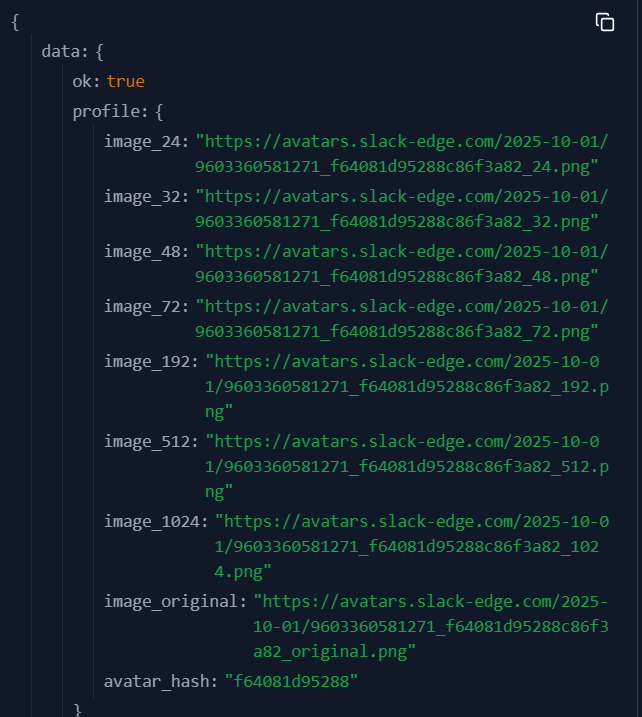 {
data: {
ok: true
profile: {
image_24: "https://avatars.slack-edge.com/2025-10-01/
9603360581271_f64081d95288c86f3a82_24.png"
image_32: "https://avatars.slack-edge.com/2025-10-01/
9603360581271_f64081d95288c86f3a82_32.png"
image_48: "https://avatars.slack-edge.com/2025-10-01/
9603360581271_f64081d95288c86f3a82_48.png"
image_72: "https://avatars.slack-edge.com/2025-10-01/
9603360581271_f64081d95288c86f3a82_72.png"
image_192: "https://avatars.slack-edge.com/2025-10-0
1/9603360581271_f64081d95288c86f3a82_192.p
ng"
image_512: "https://avatars.slack-edge.com/2025-10-0
1/9603360581271_f64081d95288c86f3a82_512.p
ng"
image_1024: "https://avatars.slack-edge.com/2025-10-0
1/9603360581271_f64081d95288c86f3a82_102
4.png"
image_original: "https://avatars.slack-edge.com/2025-
10-01/9603360581271_f64081d95288c86f3
a82_original.png"
avatar_hash: "f64081d95288"
}